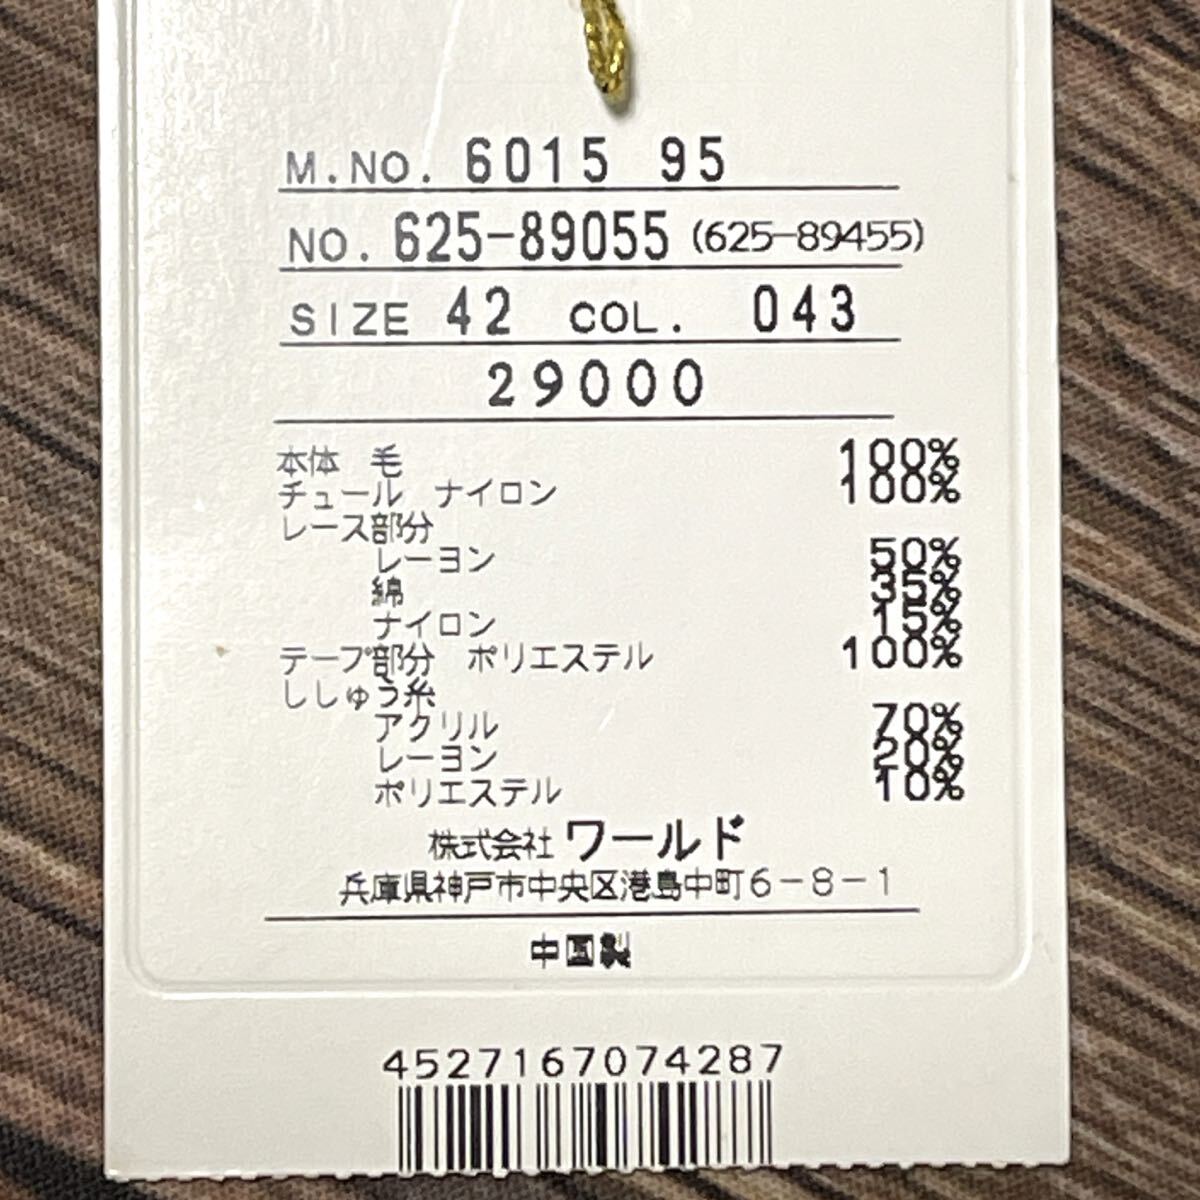 M.NO. 6015 95
NO. 625-89055 (625-89455)
SIZE 42 COL. 043
29000
本体 毛 100%
チュール ナイロン 100%
レース部分
レーヨン 50%
綿 35%
ナイロン 15%
テープ部分 ポリエステル 100%
ししゅう糸
アクリル 70%
レーヨン 20%
ポリエステル 10%
株式会社 ワールド
兵庫県神戸市中央区港島中町6-8-1
中国製
4527167074287